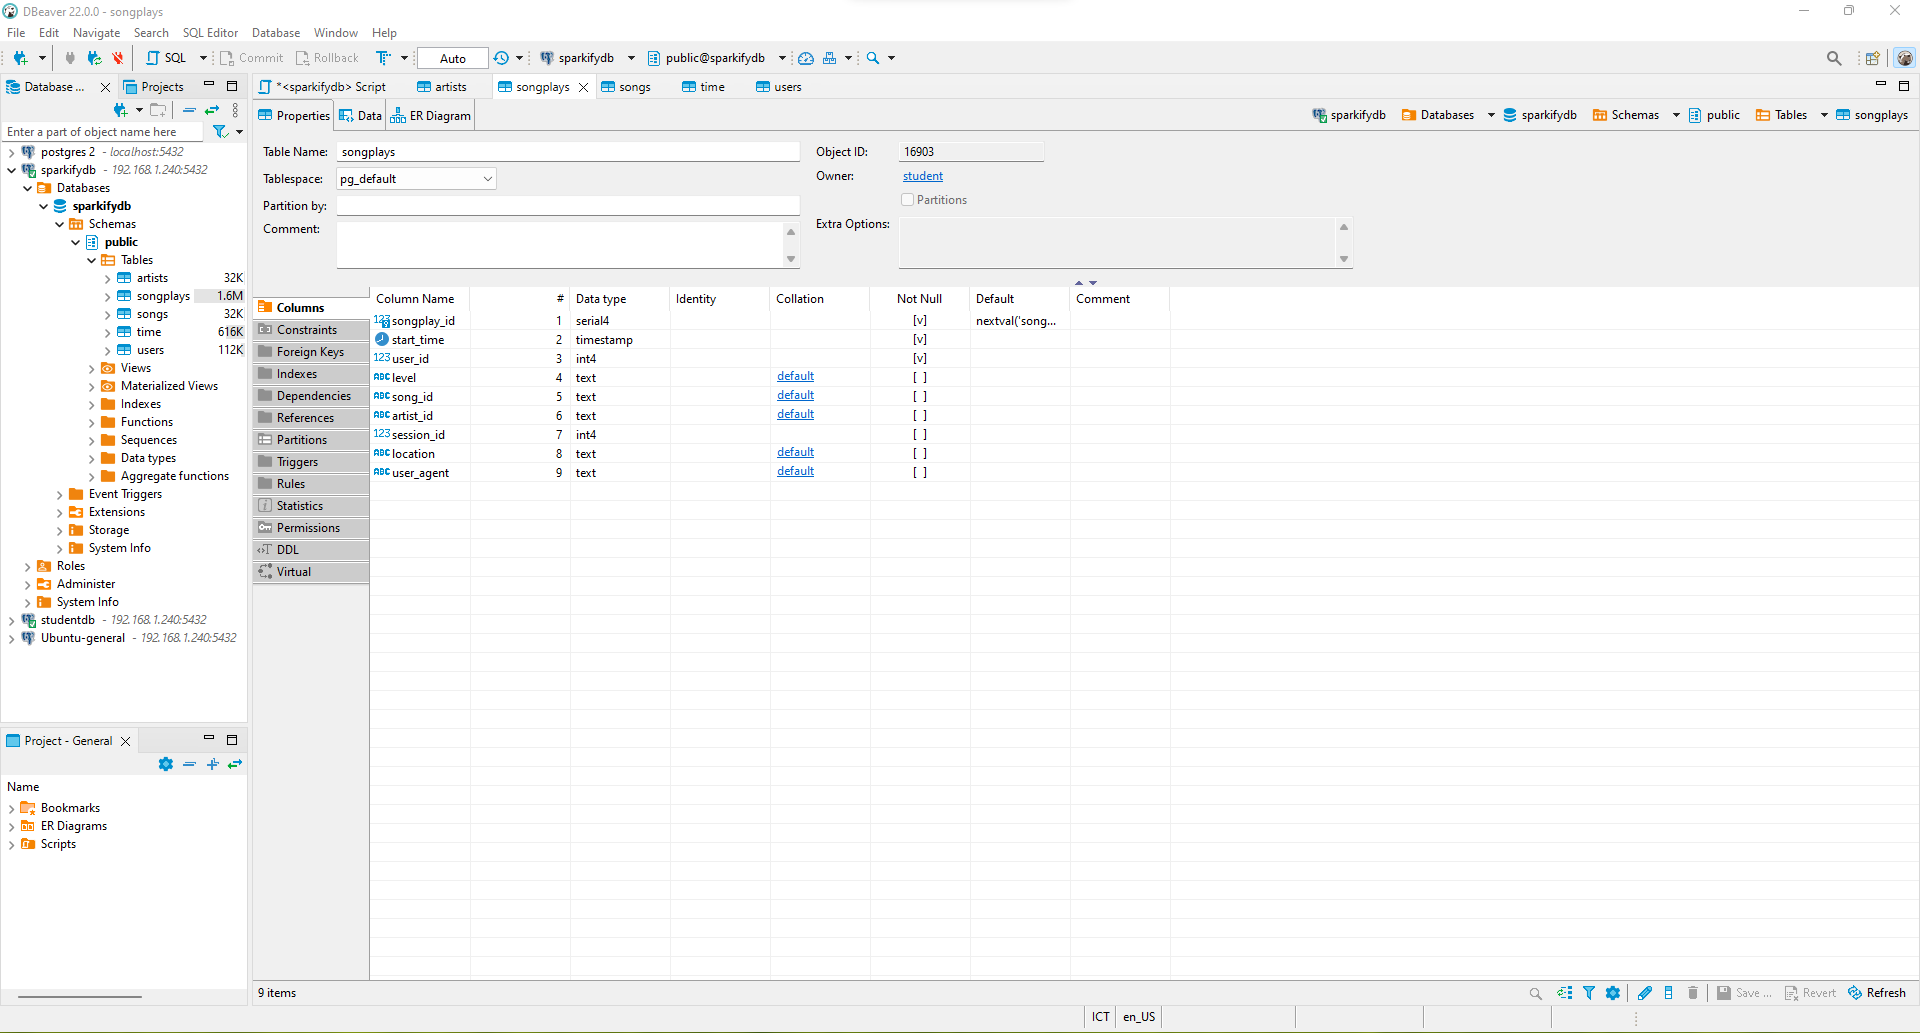 DBeaver 22.0.0 - songplays
File Edit Navigate Search SQL Editor Database Window Help
SQL Commit Rollback Auto sparkifydb public@sparkifydb
Database ... Projects
*<sparkifydb> Script artists songplays songs time users
Properties Data ER Diagram
sparkifydb Databases sparkifydb Schemas public Tables songplays
Enter a part of object name here
postgres 2 - localhost:5432
sparkifydb - 192.168.1.240:5432
Databases
sparkifydb
Schemas
public
Tables
artists 32K
songplays 1.6M
songs 32K
time 616K
users 112K
Views
Materialized Views
Indexes
Functions
Sequences
Data types
Aggregate functions
Event Triggers
Extensions
Storage
System Info
Roles
Administer
System Info
studentdb - 192.168.1.240:5432
Ubuntu-general - 192.168.1.240:5432
Project - General
Name
Bookmarks
ER Diagrams
Scripts
Table Name: songplays
Tablespace: pg_default
Partition by:
Comment:
Object ID: 16903
Owner: student
Partitions
Extra Options:
Columns
Constraints
Foreign Keys
Indexes
Dependencies
References
Partitions
Triggers
Rules
Statistics
Permissions
DDL
Virtual
Column Name # Data type Identity Collation Not Null Default Comment
123 songplay_id 1 serial4 [v] nextval('song...
start_time 2 timestamp [v]
123 user_id 3 int4 [v]
ABC level 4 text default [ ]
ABC song_id 5 text default [ ]
ABC artist_id 6 text default [ ]
123 session_id 7 int4 [ ]
ABC location 8 text default [ ]
ABC user_agent 9 text default [ ]
9 items
Save ... Revert Refresh
ICT en_US